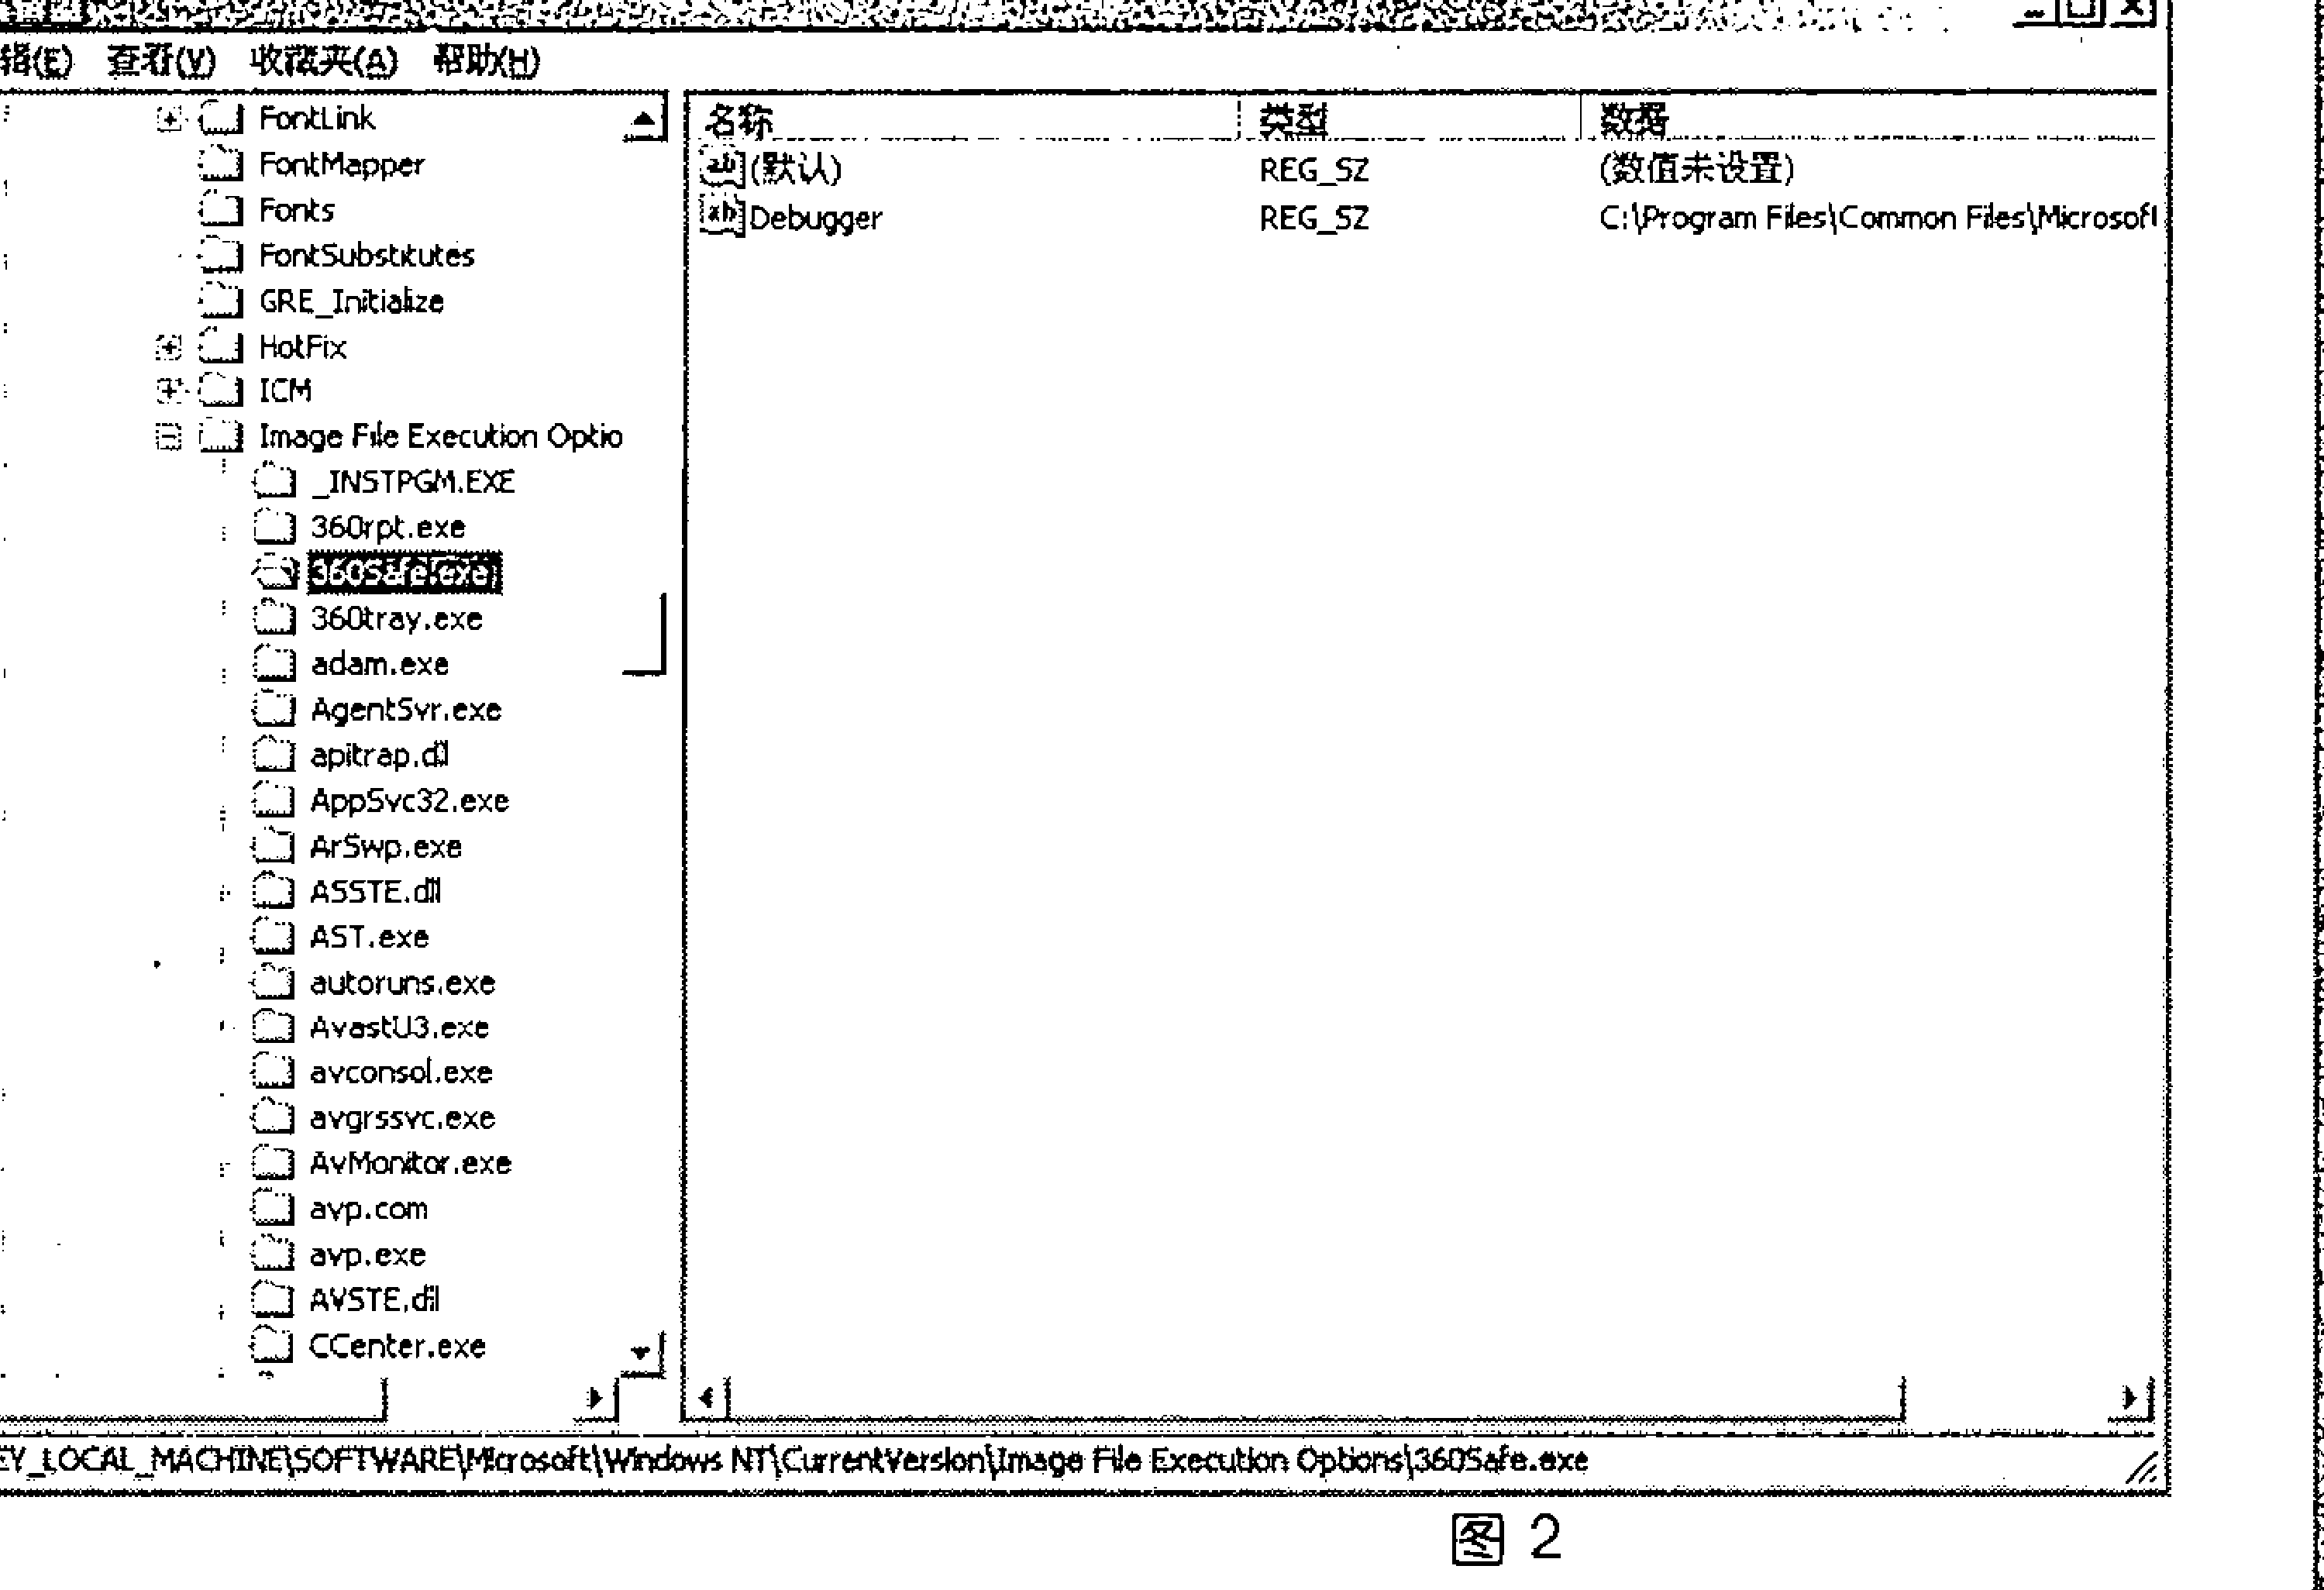 辑(E) 查看(V) 收藏夹(A) 帮助(H)
FontLink
FontMapper
Fonts
FontSubstitutes
GRE_Initialize
HotFix
ICM
Image File Execution Optio
_INSTPGM.EXE
360rpt.exe
360Safe.exe
360tray.exe
adam.exe
AgentSvr.exe
apitrap.dll
AppSvc32.exe
ArSwp.exe
ASSTE.dll
AST.exe
autoruns.exe
AvastU3.exe
avconsol.exe
avgrssvc.exe
AvMonitor.exe
avp.com
avp.exe
AVSTE.dll
CCenter.exe
名称 类型 数据
ab (默认) REG_SZ (数值未设置)
ab Debugger REG_SZ C:\Program Files\Common Files\Microsoft
EY_LOCAL_MACHINE\SOFTWARE\Microsoft\Windows NT\CurrentVersion\Image File Execution Options\360Safe.exe
图 2